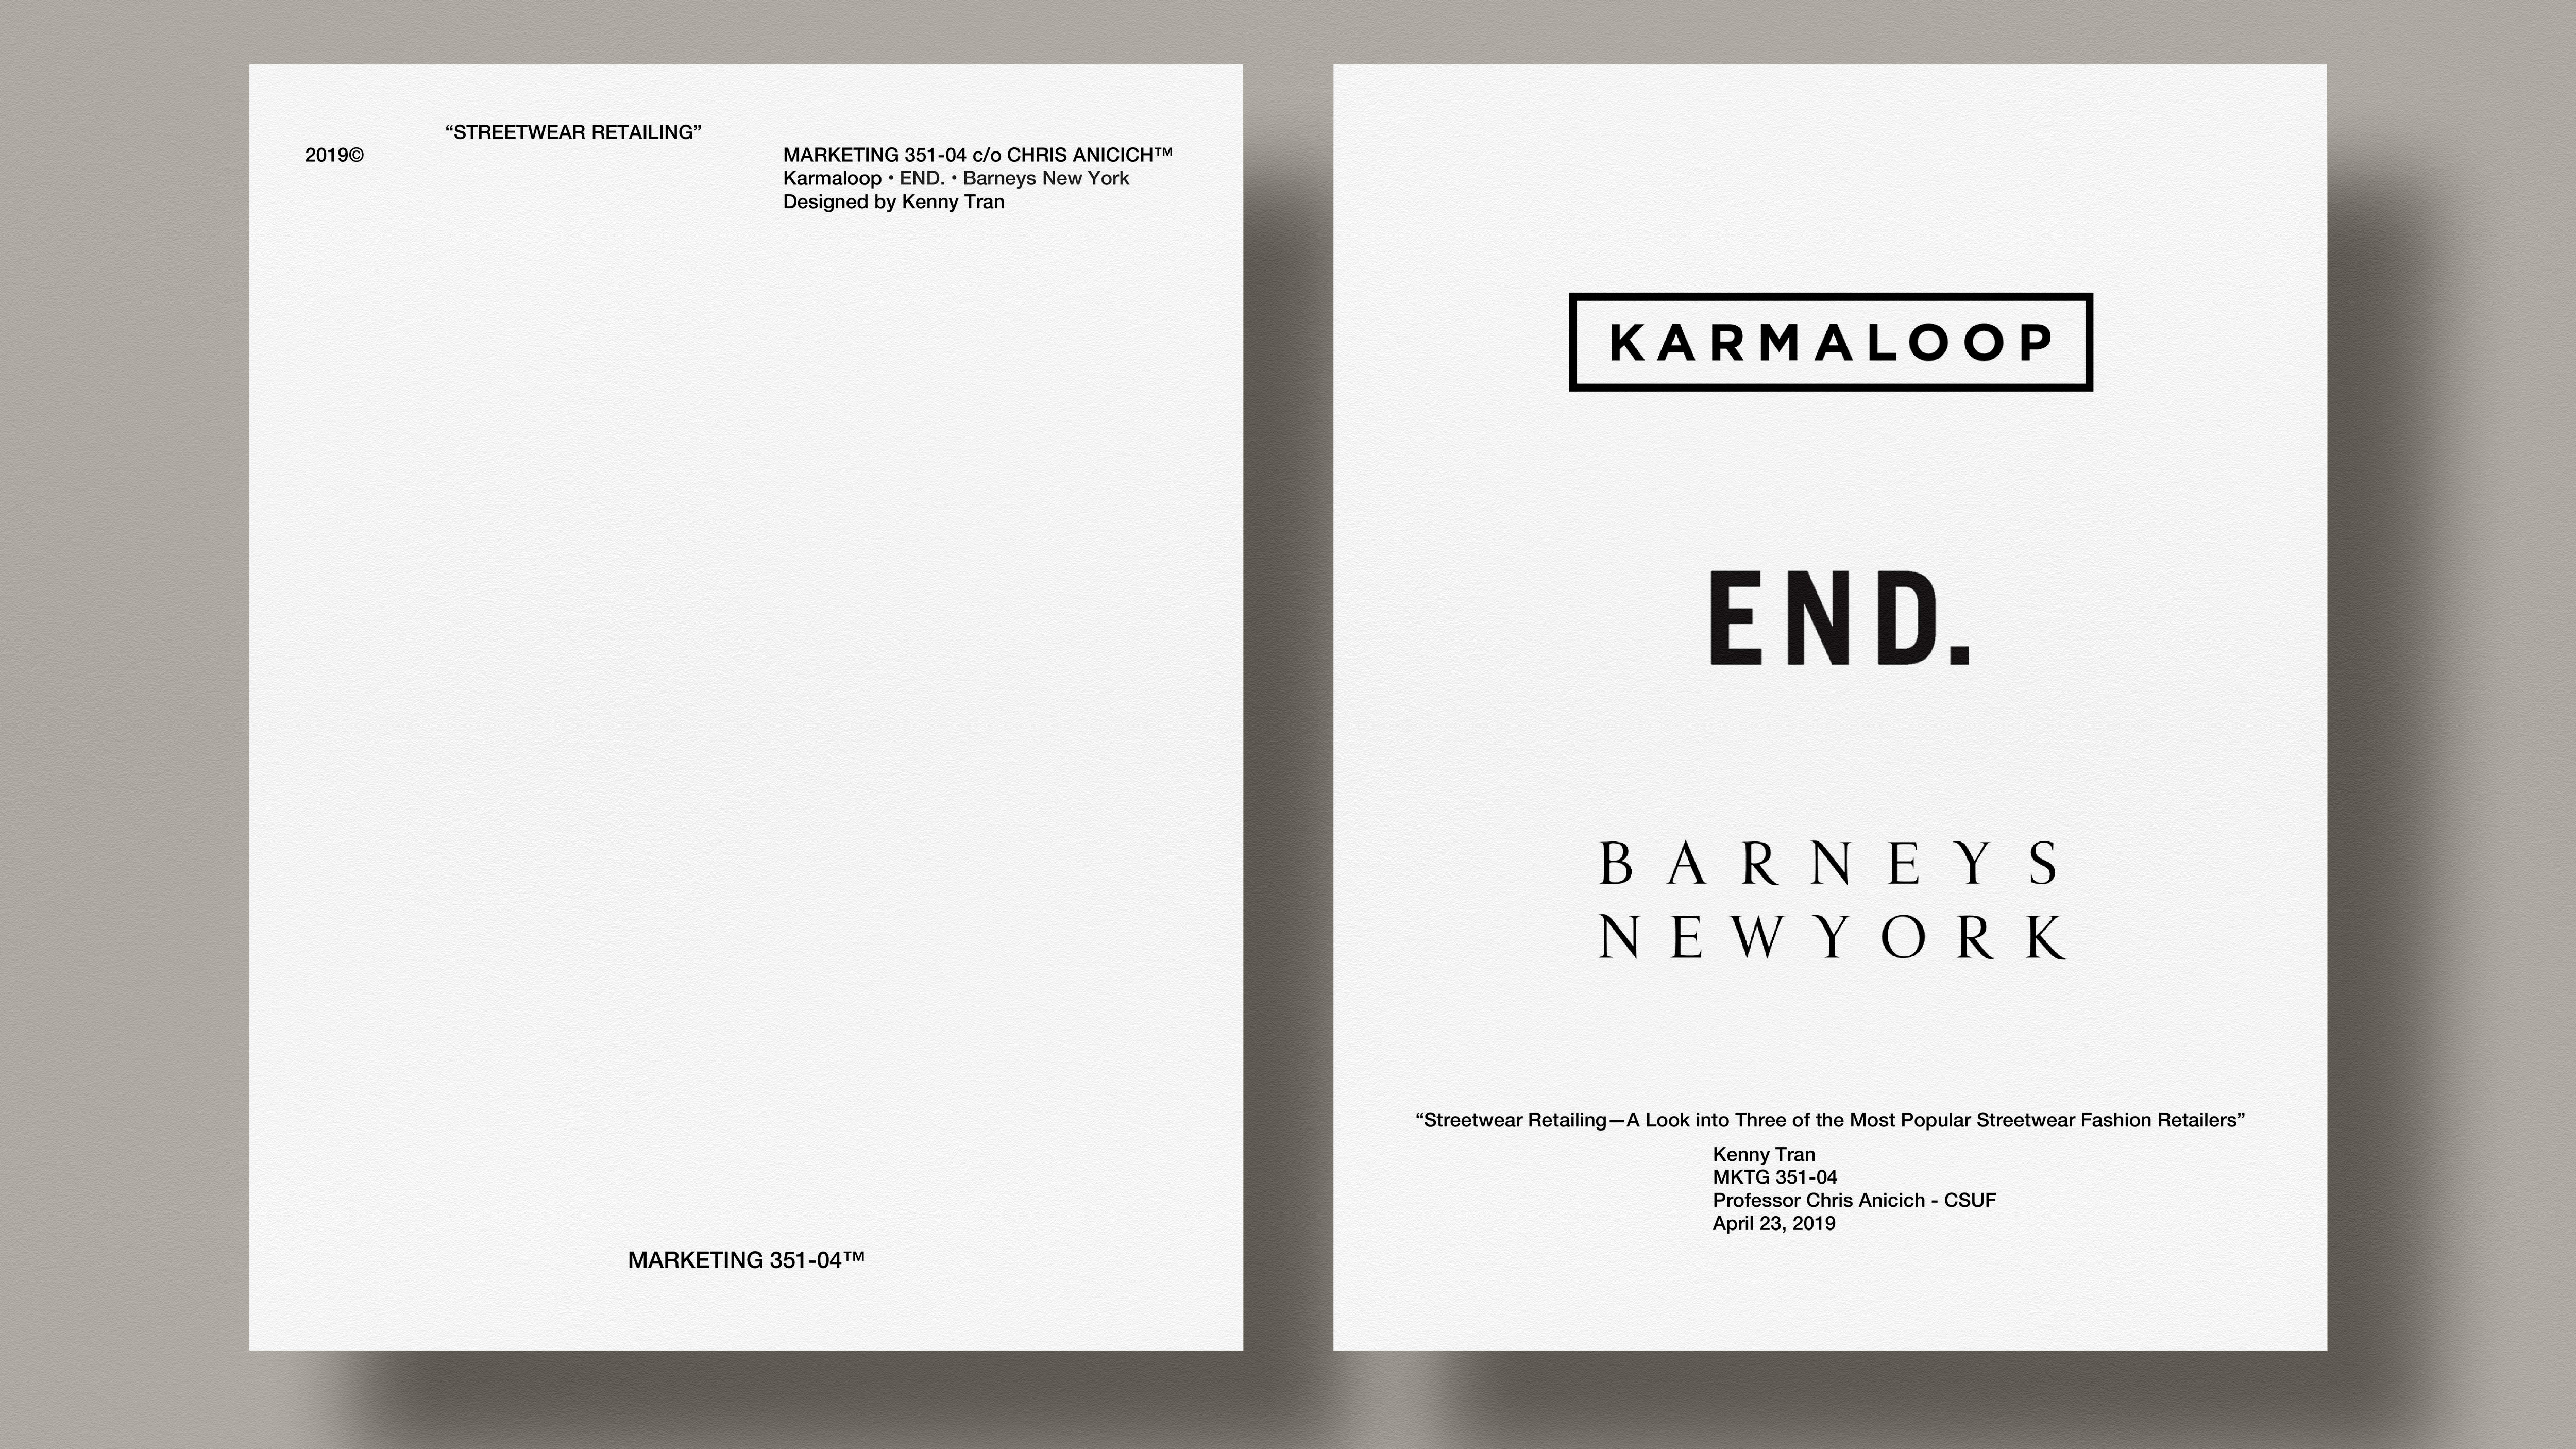 “STREETWEAR RETAILING”
2019©
MARKETING 351-04 c/o CHRIS ANICICH™
Karmaloop • END. • Barneys New York
Designed by Kenny Tran
MARKETING 351-04™
KARMALOOP
END.
BARNEYS
NEWYORK
“Streetwear Retailing—A Look into Three of the Most Popular Streetwear Fashion Retailers”
Kenny Tran
MKTG 351-04
Professor Chris Anicich - CSUF
April 23, 2019